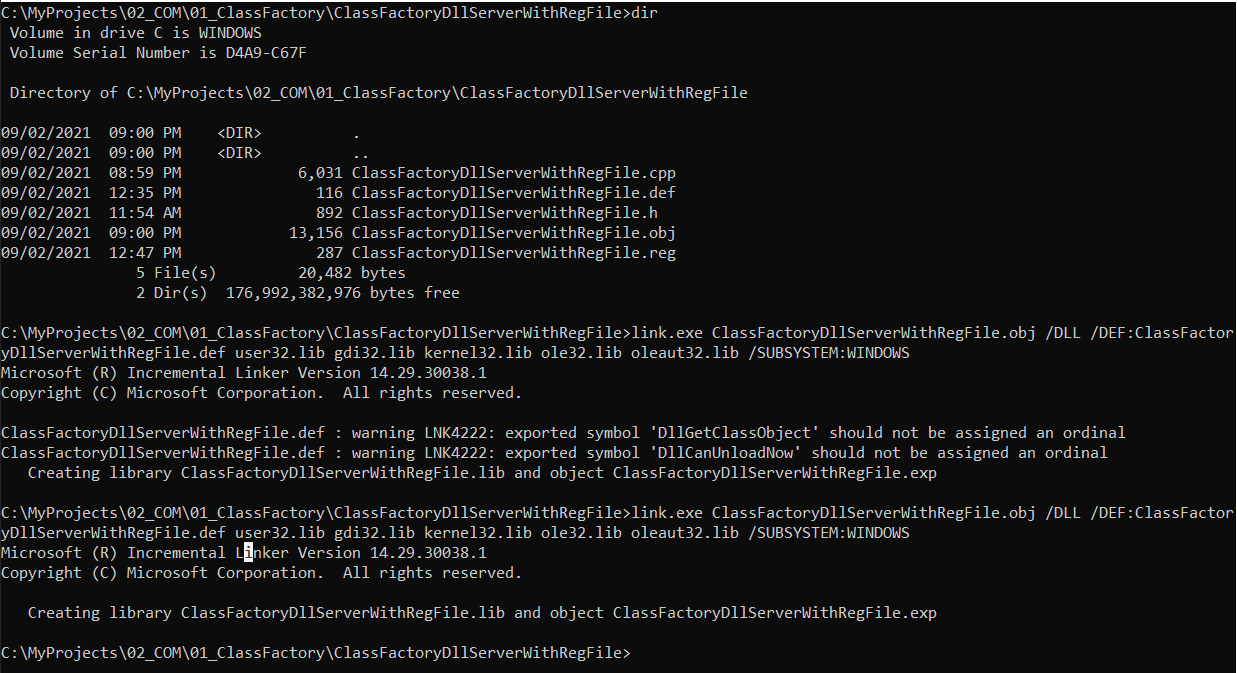 C:\MyProjects\02_COM\01_ClassFactory\ClassFactoryDllServerWithRegFile>dir
 Volume in drive C is WINDOWS
 Volume Serial Number is D4A9-C67F

 Directory of C:\MyProjects\02_COM\01_ClassFactory\ClassFactoryDllServerWithRegFile

09/02/2021  09:00 PM    <DIR>          .
09/02/2021  09:00 PM    <DIR>          ..
09/02/2021  08:59 PM             6,031 ClassFactoryDllServerWithRegFile.cpp
09/02/2021  12:35 PM               116 ClassFactoryDllServerWithRegFile.def
09/02/2021  11:54 AM               892 ClassFactoryDllServerWithRegFile.h
09/02/2021  09:00 PM            13,156 ClassFactoryDllServerWithRegFile.obj
09/02/2021  12:47 PM               287 ClassFactoryDllServerWithRegFile.reg
               5 File(s)         20,482 bytes
               2 Dir(s)  176,992,382,976 bytes free

C:\MyProjects\02_COM\01_ClassFactory\ClassFactoryDllServerWithRegFile>link.exe ClassFactoryDllServerWithRegFile.obj /DLL /DEF:ClassFactor
yDllServerWithRegFile.def user32.lib gdi32.lib kernel32.lib ole32.lib oleaut32.lib /SUBSYSTEM:WINDOWS
Microsoft (R) Incremental Linker Version 14.29.30038.1
Copyright (C) Microsoft Corporation.  All rights reserved.

ClassFactoryDllServerWithRegFile.def : warning LNK4222: exported symbol 'DllGetClassObject' should not be assigned an ordinal
ClassFactoryDllServerWithRegFile.def : warning LNK4222: exported symbol 'DllCanUnloadNow' should not be assigned an ordinal
   Creating library ClassFactoryDllServerWithRegFile.lib and object ClassFactoryDllServerWithRegFile.exp

C:\MyProjects\02_COM\01_ClassFactory\ClassFactoryDllServerWithRegFile>link.exe ClassFactoryDllServerWithRegFile.obj /DLL /DEF:ClassFactor
yDllServerWithRegFile.def user32.lib gdi32.lib kernel32.lib ole32.lib oleaut32.lib /SUBSYSTEM:WINDOWS
Microsoft (R) Incremental Linker Version 14.29.30038.1
Copyright (C) Microsoft Corporation.  All rights reserved.

   Creating library ClassFactoryDllServerWithRegFile.lib and object ClassFactoryDllServerWithRegFile.exp

C:\MyProjects\02_COM\01_ClassFactory\ClassFactoryDllServerWithRegFile>